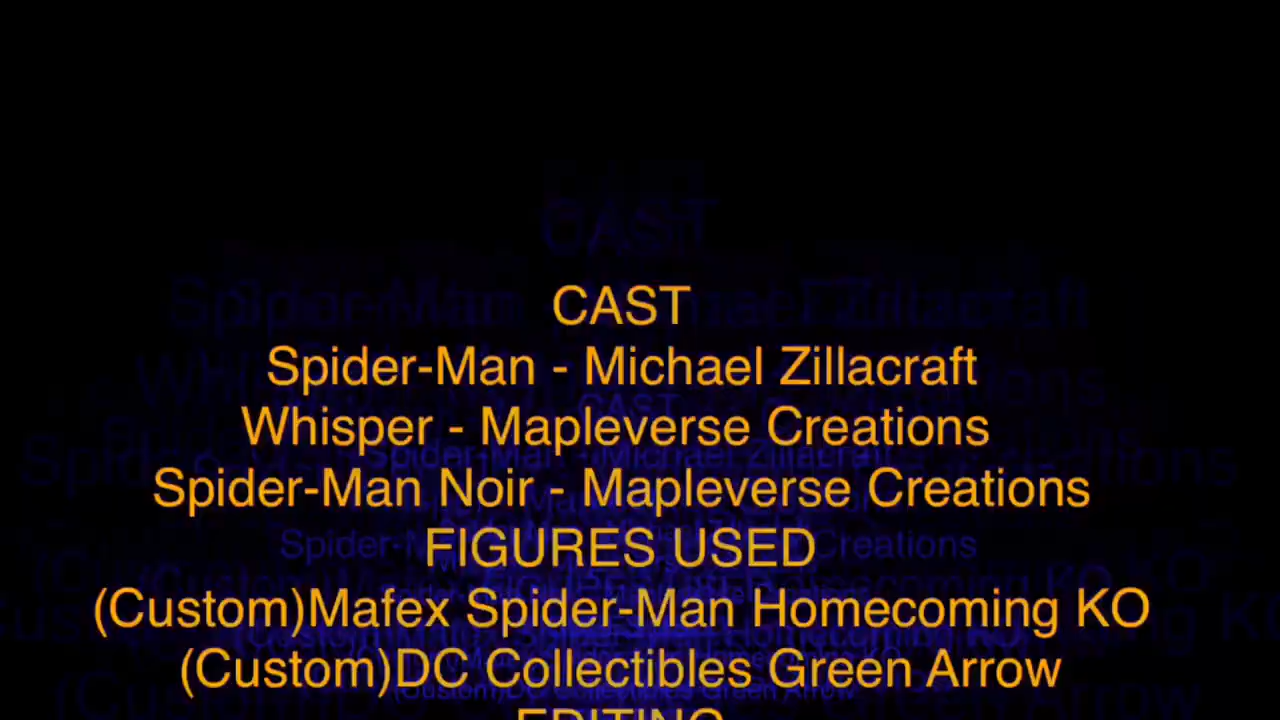 CAST
Spider-Man - Michael Zillacraft
Whisper - Mapleverse Creations
Spider-Man Noir - Mapleverse Creations
FIGURES USED
(Custom)Mafex Spider-Man Homecoming KO
(Custom)DC Collectibles Green Arrow
EDITING